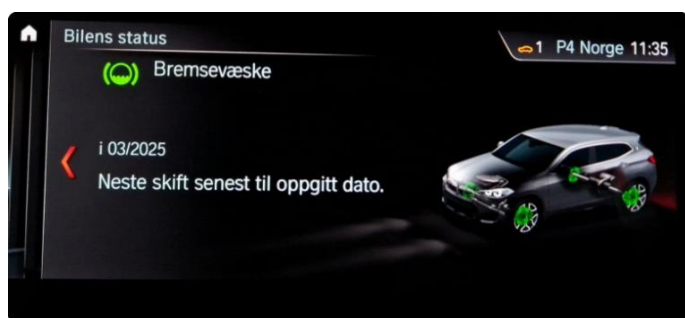 Bilens status
1 P4 Norge 11:35
Bremsevæske
i 03/2025
Neste skift senest til oppgitt dato.